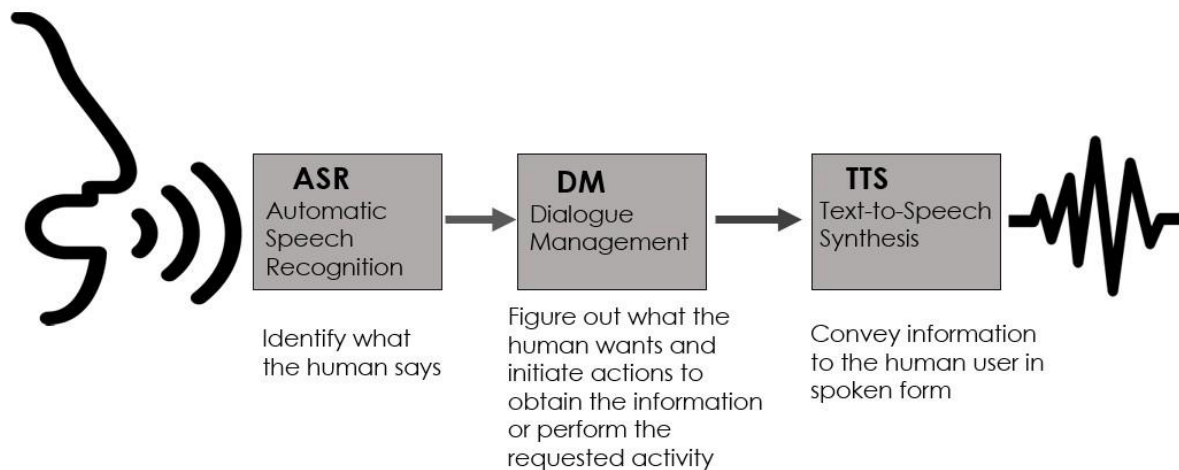 ASR
Automatic
Speech
Recognition
Identify what
the human says
DM
Dialogue
Management
Figure out what the
human wants and
initiate actions to
obtain the information
or perform the
requested activity
TTS
Text-to-Speech
Synthesis
Convey information
to the human user in
spoken form